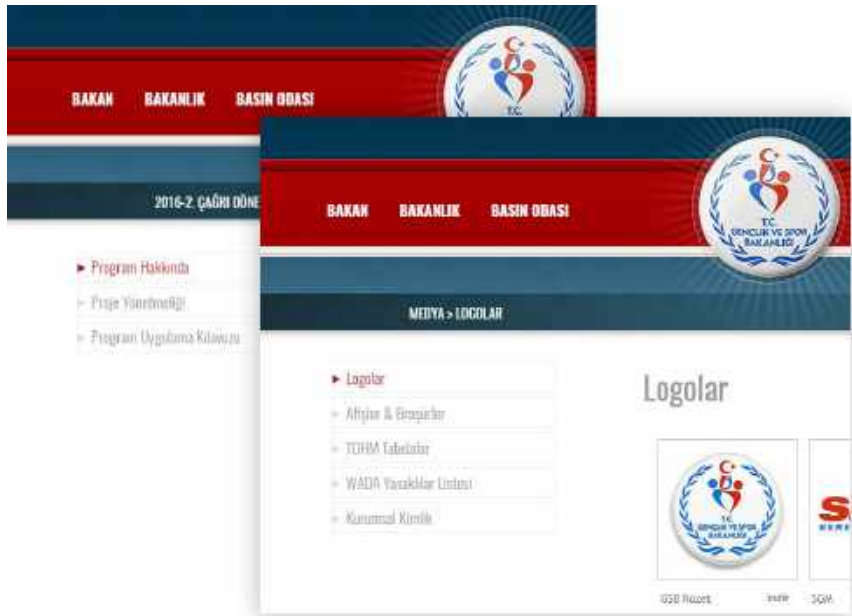 BAKAN BAKANLIK BASIN ODASI
T.C.
2016-2. ÇAĞRI DÖNE
Program Hakkında
Proje Yönetmeliği
Program Uygulama Kılavuzu
BAKAN BAKANLIK BASIN ODASI
T.C.
GENÇLİK VE SPOR
BAKANLIĞI
MEDYA > LOGOLAR
Logolar
Afişler & Broşürler
TOHM Tabelalar
WADA Yasaklılar Listesi
Kurumsal Kimlik
Logolar
T.C.
GENÇLİK VE SPOR
BAKANLIĞI
GSB Rozet İndir SGM